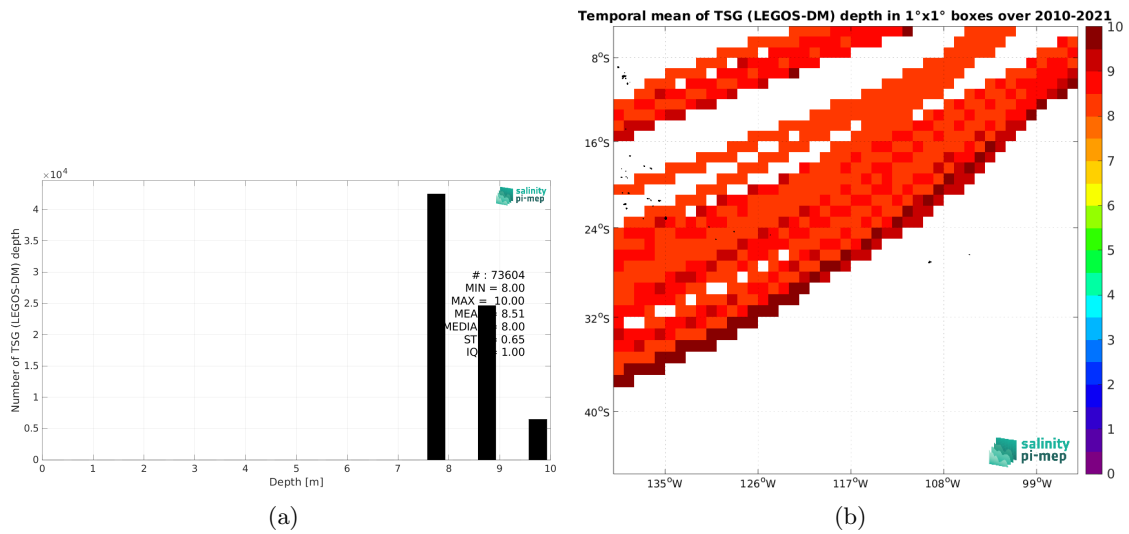 Temporal mean of TSG (LEGOS-DM) depth in 1°x1° boxes over 2010-2021
×10⁴
4
3.5
3
2.5
2
1.5
1
0.5
0
Number of TSG (LEGOS-DM) depth
salinity
pi-mep
# : 73604
MIN = 8.00
MAX = 10.00
MEA = 8.51
MEDIA = 8.00
ST = 0.65
IQ = 1.00
0 1 2 3 4 5 6 7 8 9 10
Depth [m]
(a)
8°S
16°S
24°S
32°S
40°S
135°W 126°W 117°W 108°W 99°W
salinity
pi-mep
10
9
8
7
6
5
4
3
2
1
0
(b)